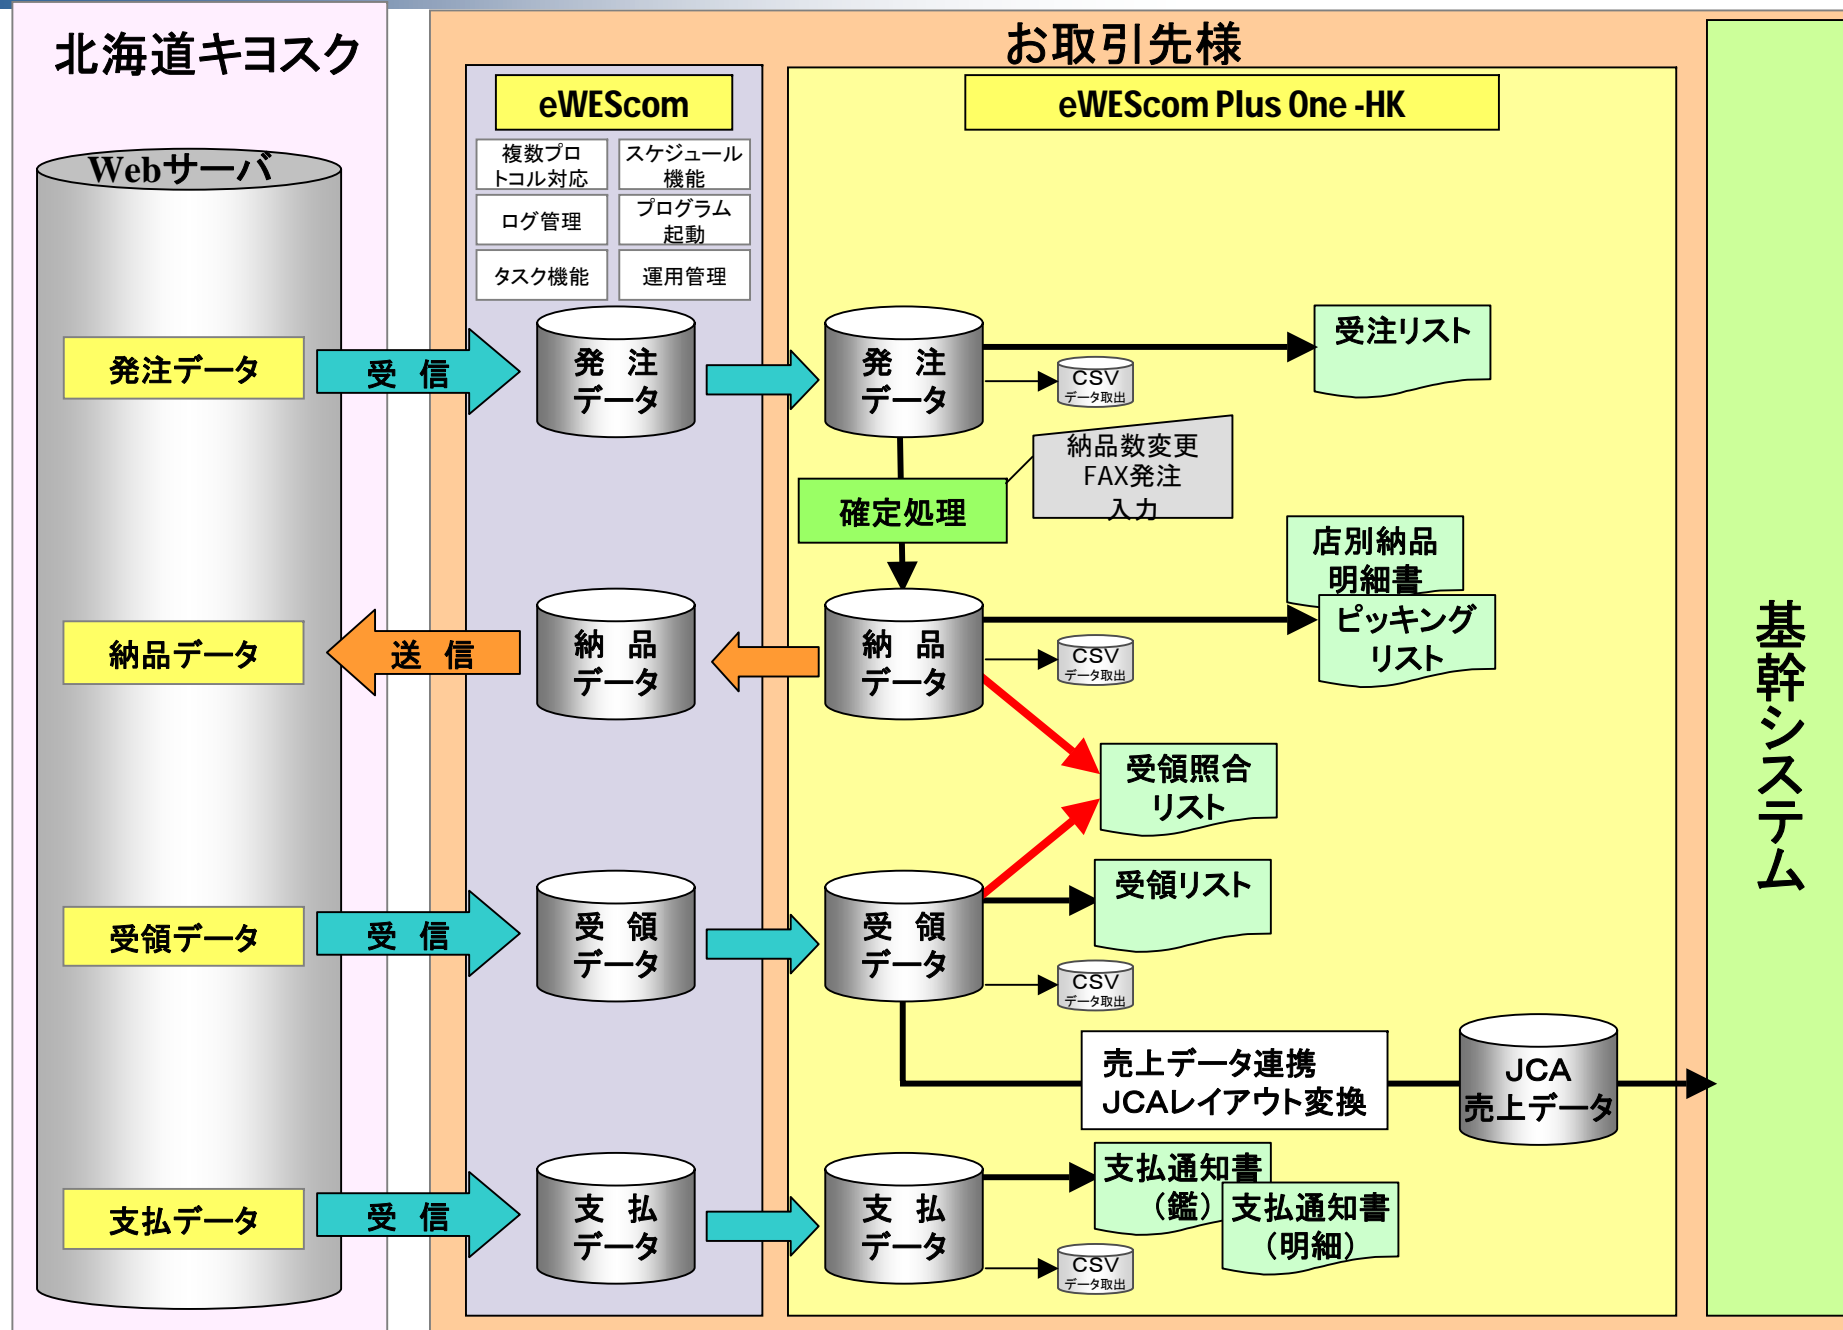 北海道キヨスク
お取引先様
eWEScom
eWEScom Plus One -HK
複数プロ
トコル対応
スケジュール
機能
ログ管理
プログラム
起動
タスク機能
運用管理
Webサーバ
発注データ
受 信
発 注
データ
発 注
データ
受注リスト
CSV
データ取出
納品数変更
FAX発注
入力
確定処理
店別納品
明細書
ピッキング
リスト
納品データ
送 信
納 品
データ
納 品
データ
CSV
データ取出
受領照合
リスト
受領リスト
受領データ
受 信
受 領
データ
受 領
データ
CSV
データ取出
売上データ連携
JCAレイアウト変換
JCA
売上データ
支払データ
受 信
支 払
データ
支 払
データ
支払通知書
（鑑）
支払通知書
（明細）
CSV
データ取出
基幹システム